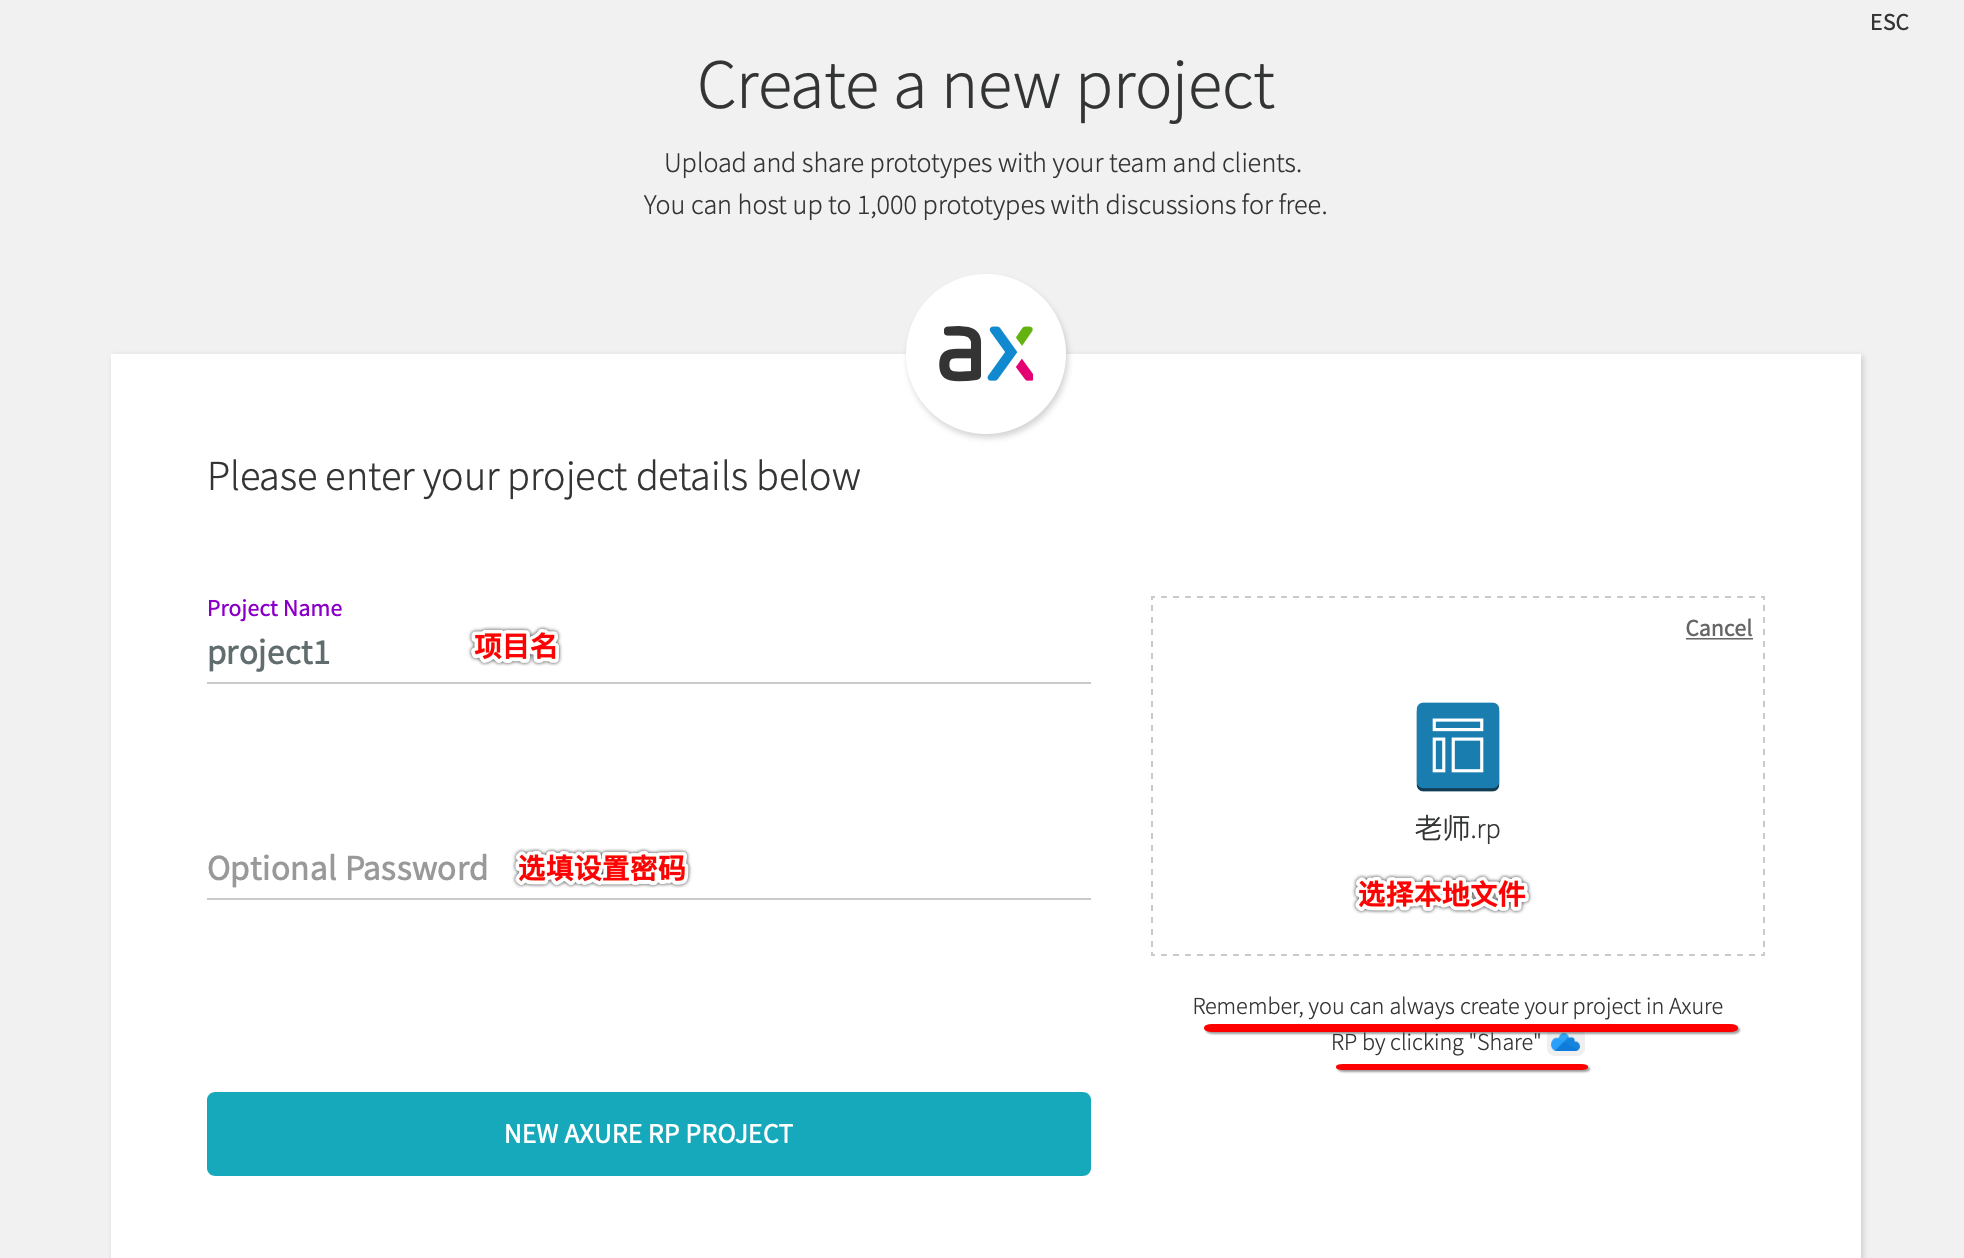 ESC
Create a new project
Upload and share prototypes with your team and clients.
You can host up to 1,000 prototypes with discussions for free.
ax
Please enter your project details below
Project Name
project1
项目名
Optional Password
选填设置密码
NEW AXURE RP PROJECT
Cancel
老师.rp
选择本地文件
Remember, you can always create your project in Axure
RP by clicking "Share"